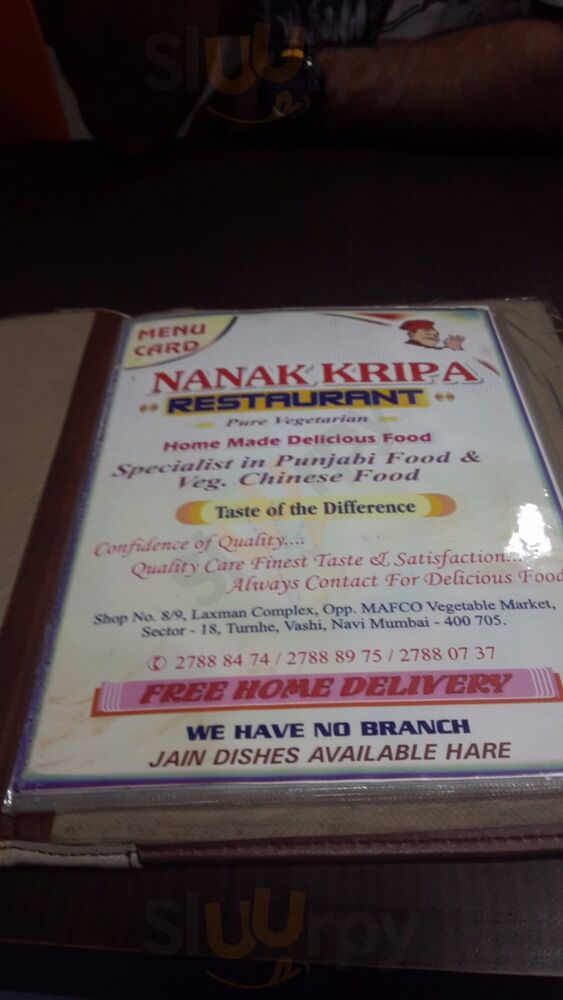 Sluurpy
MENU
CARD
NANAK KRIPA
RESTAURANT
Pure Vegetarian
Home Made Delicious Food
Specialist in Punjabi Food &
Veg. Chinese Food
Taste of the Difference
Confidence of Quality....
Quality Care Finest Taste & Satisfaction...
Always Contact For Delicious Food
Shop No. 8/9, Laxman Complex, Opp. MAFCO Vegetable Market,
Sector - 18, Turnhe, Vashi, Navi Mumbai - 400 705.
✆ 2788 84 74 / 2788 89 75 / 2788 07 37
FREE HOME DELIVERY
WE HAVE NO BRANCH
JAIN DISHES AVAILABLE HARE
Sluurpy